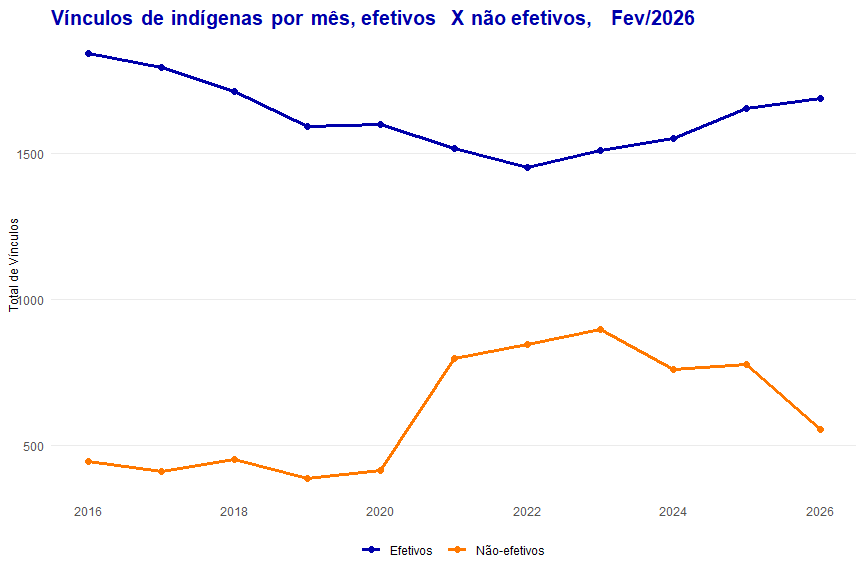 Vínculos de indígenas por mês, efetivos X não efetivos, Fev/2026
Total de Vínculos
1500
1000
500
2016 2018 2020 2022 2024 2026
Efetivos Não-efetivos